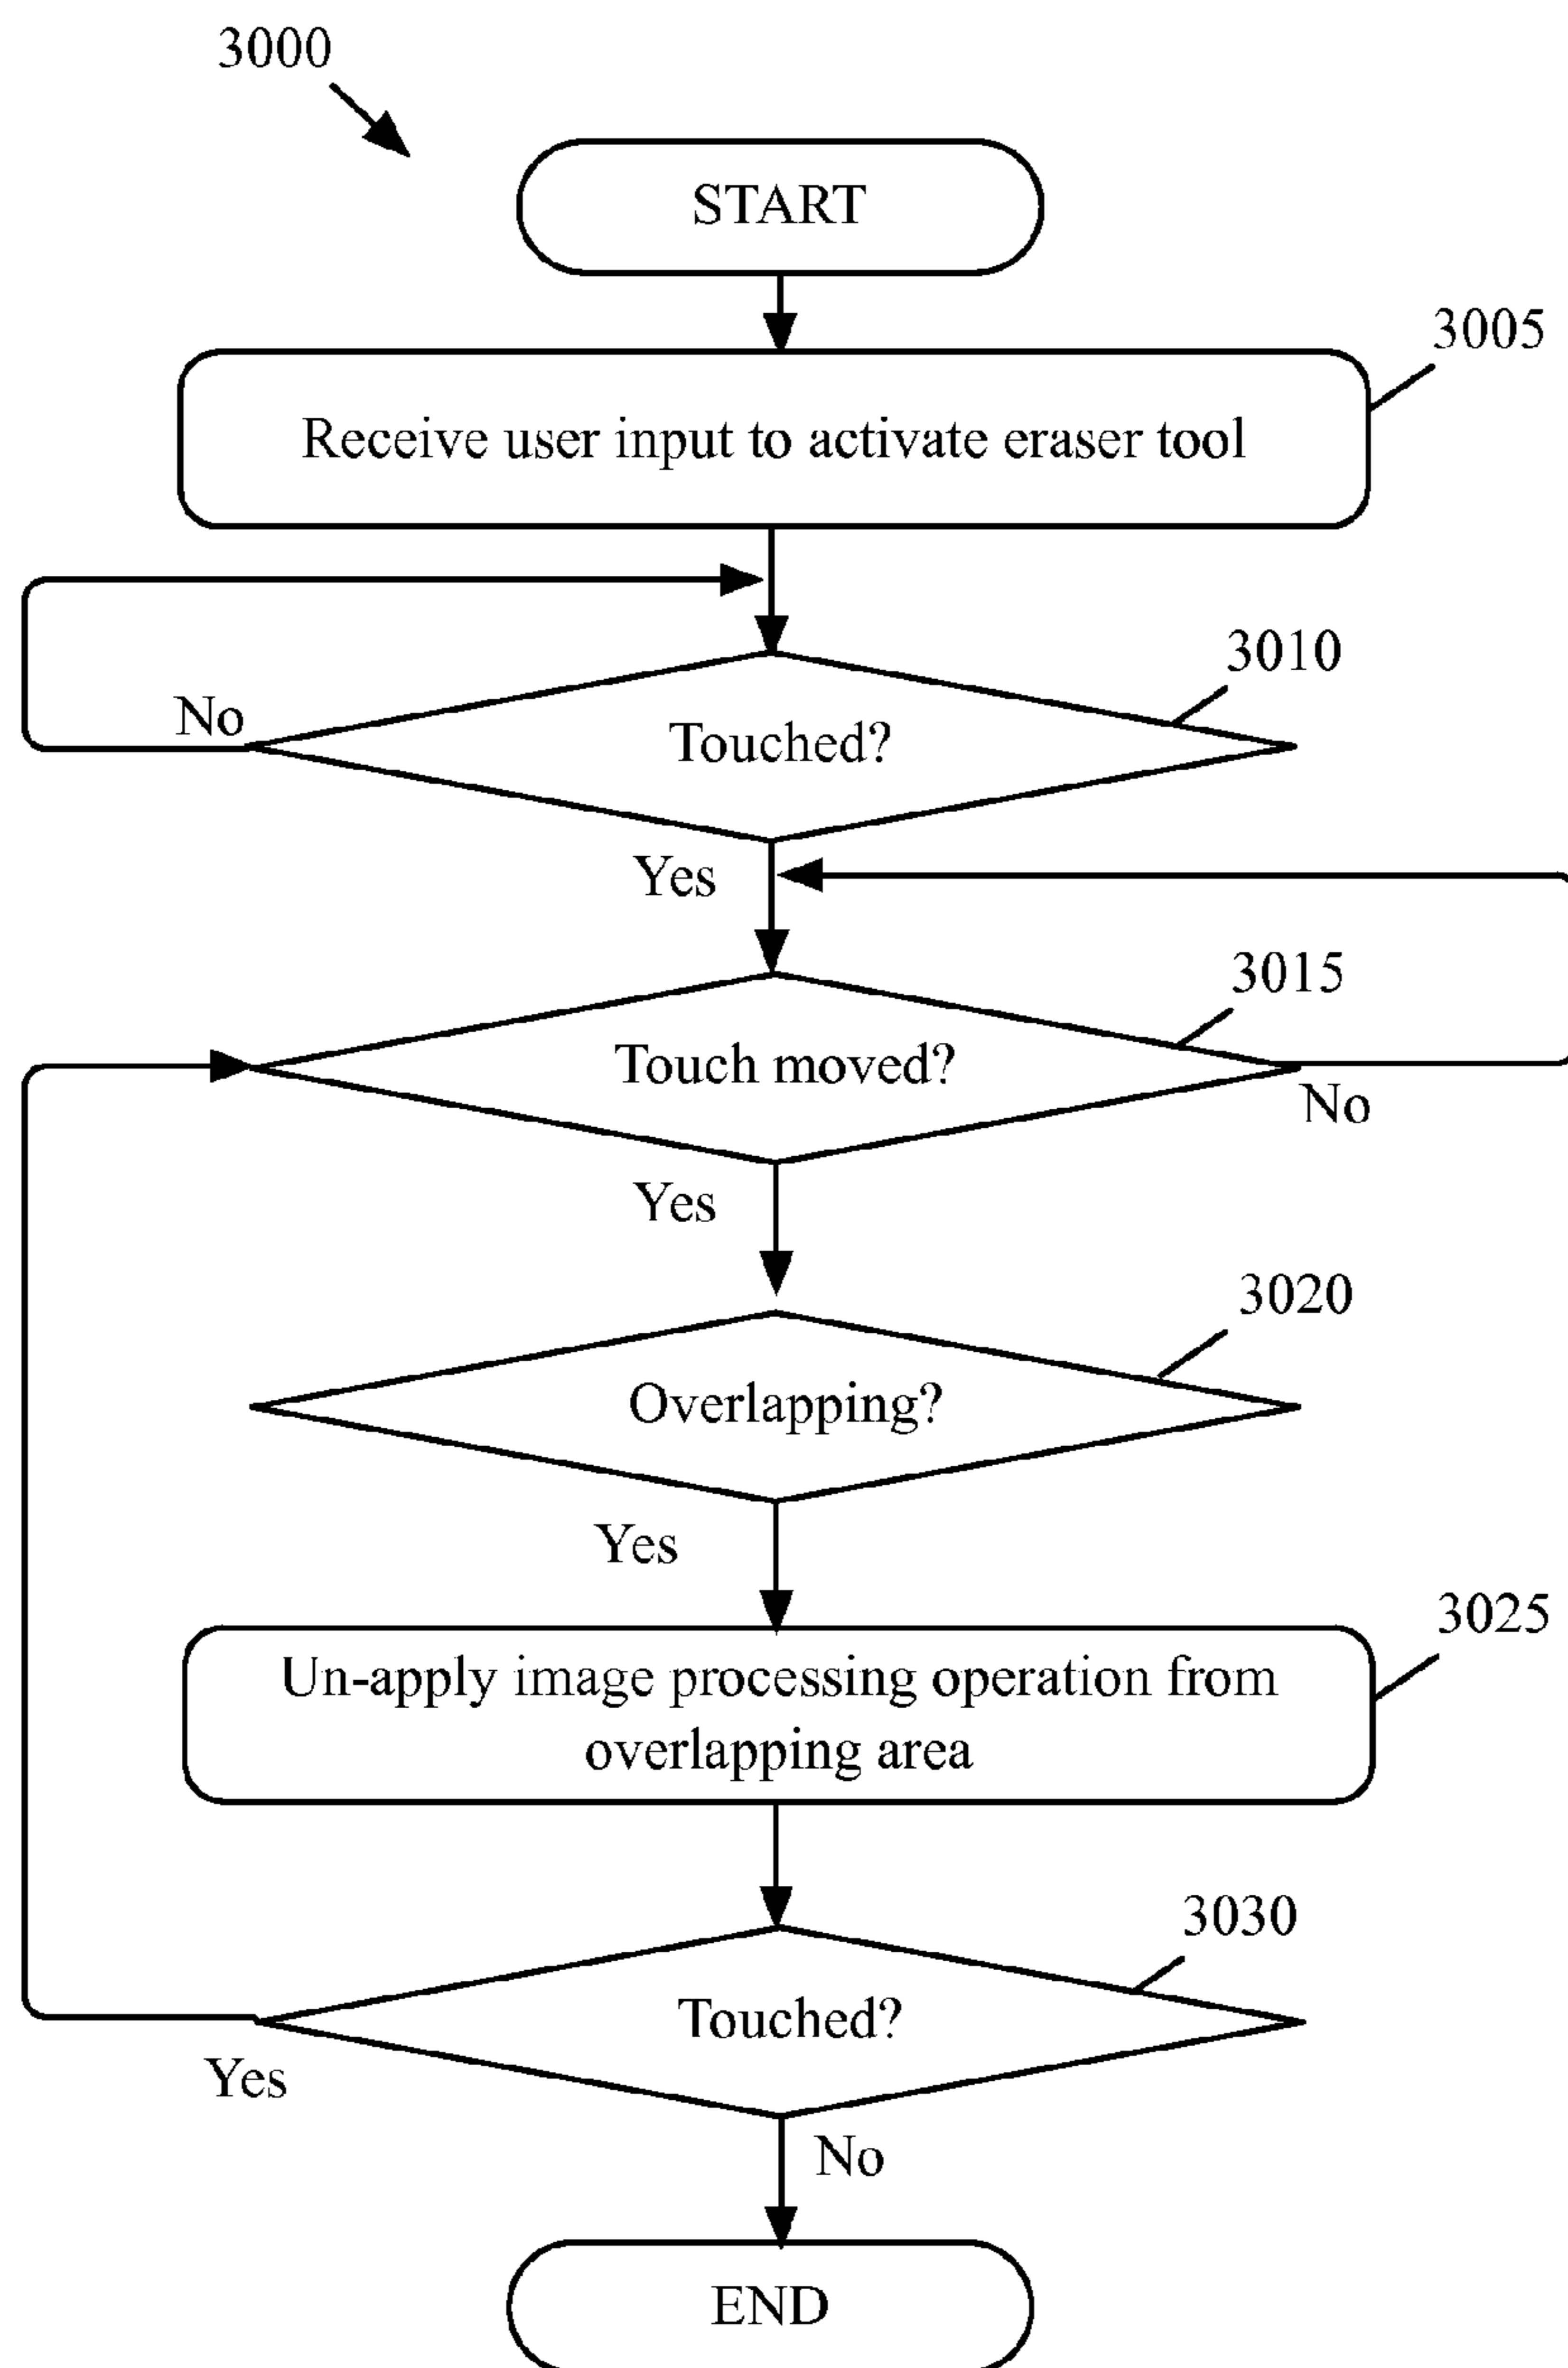 3000
START
3005
Receive user input to activate eraser tool
3010
No
Touched?
Yes
3015
Touch moved?
No
Yes
3020
Overlapping?
Yes
3025
Un-apply image processing operation from
overlapping area
3030
Touched?
Yes
No
END